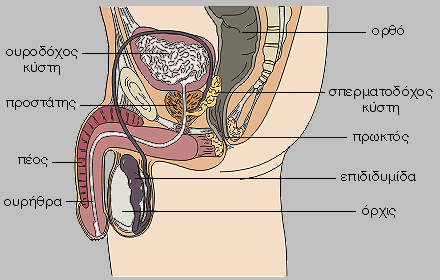 ουροδόχος
κύστη
προστάτης
πέος
ουρήθρα
ορθό
σπερματοδόχος
κύστη
πρωκτός
επιδιδυμίδα
όρχις